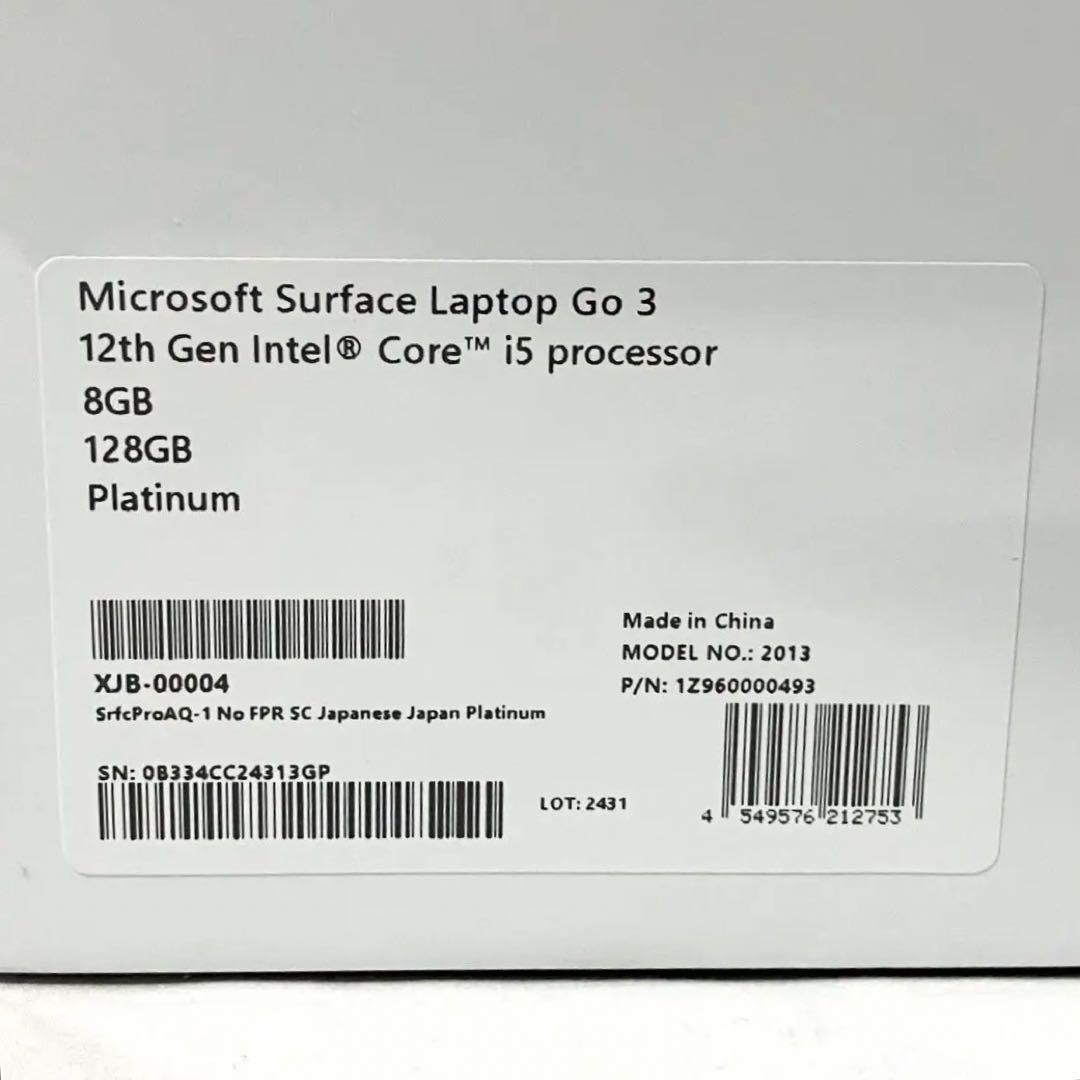 Microsoft Surface Laptop Go 3
12th Gen Intel® Core™ i5 processor
8GB
128GB
Platinum
XJB-00004
SrfcProAQ-1 No FPR SC Japanese Japan Platinum
SN: 0B334CC24313GP
Made in China
MODEL NO.: 2013
P/N: 1Z960000493
LOT: 2431
4 549576 212753